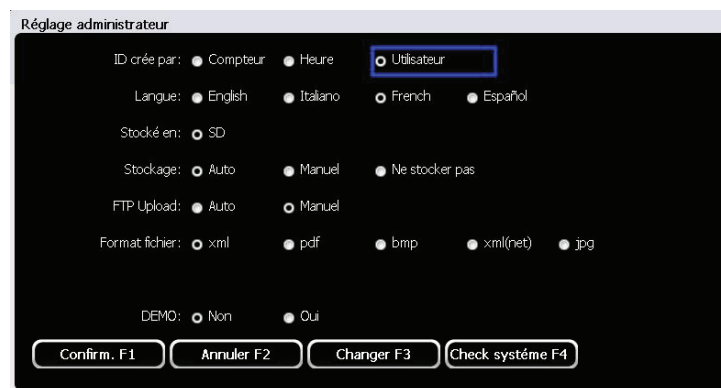 Réglage administrateur
ID crée par: Compteur Heure Utilisateur
Langue: English Italiano French Español
Stocké en: SD
Stockage: Auto Manuel Ne stocker pas
FTP Upload: Auto Manuel
Format fichier: xml pdf bmp xml(net) jpg
DEMO: Non Oui
Confirm. F1 Annuler F2 Changer F3 Check systéme F4